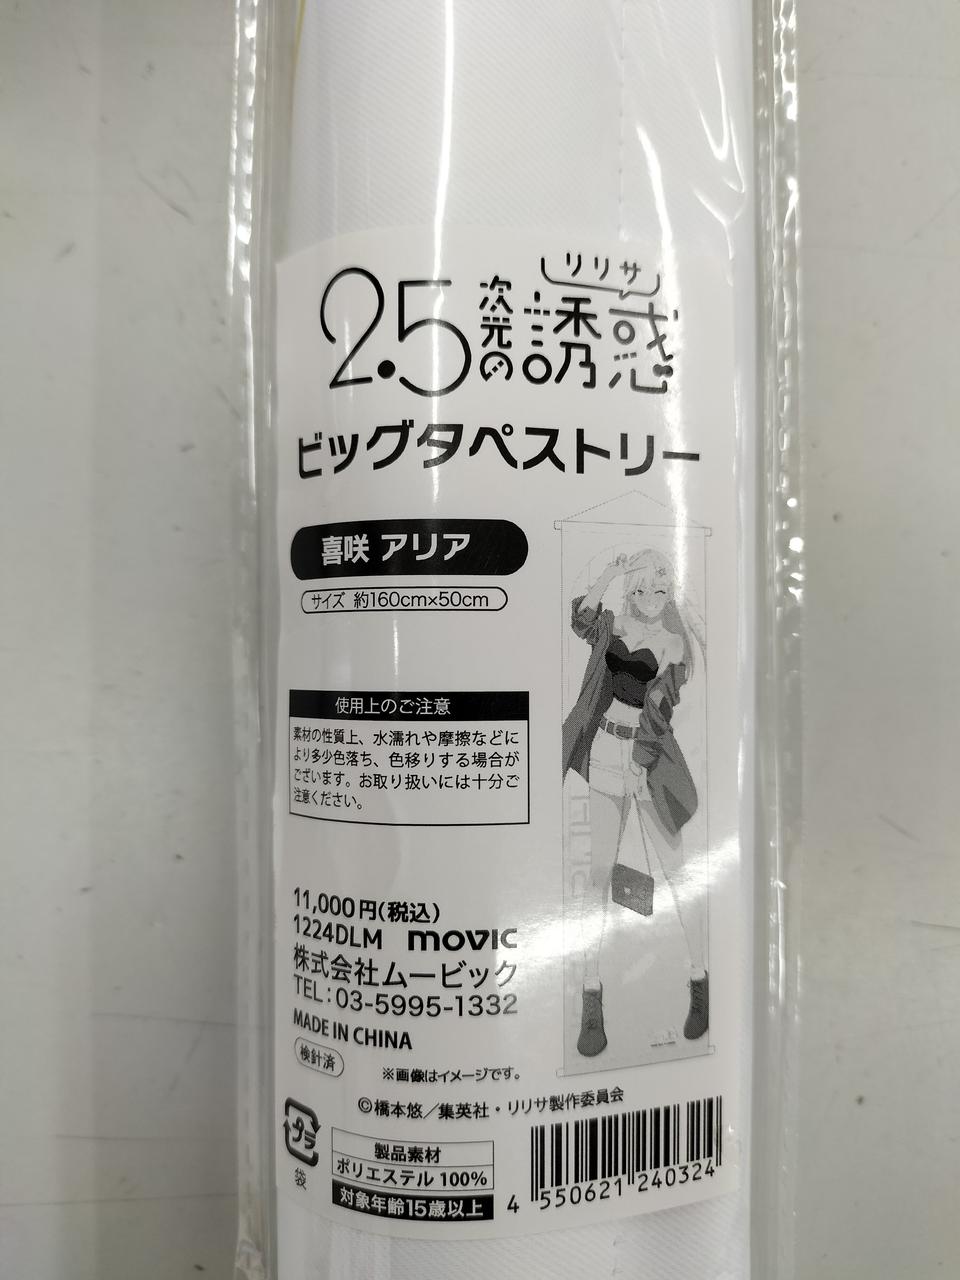 リリサ
2.5次元の誘惑
ビッグタペストリー
喜咲 アリア
サイズ 約160cm×50cm
使用上のご注意
素材の性質上、水濡れや摩擦などに
より多少色落ち、色移りする場合が
ございます。お取り扱いには十分ご
注意ください。
11,000円(税込)
1224DLM movic
株式会社ムービック
TEL:03-5995-1332
MADE IN CHINA
検針済
※画像はイメージです。
©橋本悠／集英社・リリサ製作委員会
プラ
袋
製品素材
ポリエステル 100%
対象年齢15歳以上
4 550621 240324